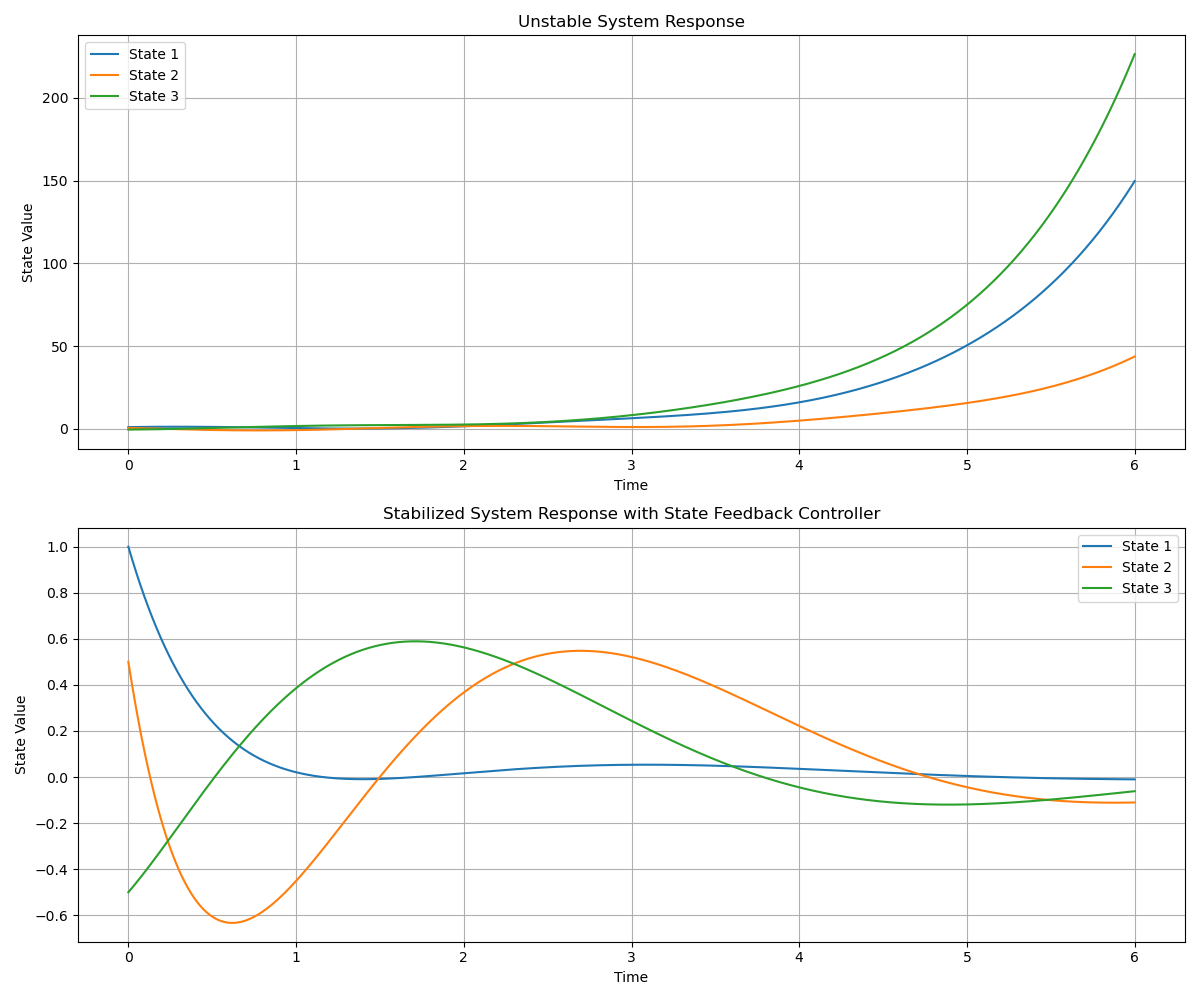 Unstable System Response
State 1
State 2
State 3
State Value
200
150
100
50
0
0 1 2 3 4 5 6
Time
Stabilized System Response with State Feedback Controller
State 1
State 2
State 3
State Value
1.0
0.8
0.6
0.4
0.2
0.0
−0.2
−0.4
−0.6
0 1 2 3 4 5 6
Time